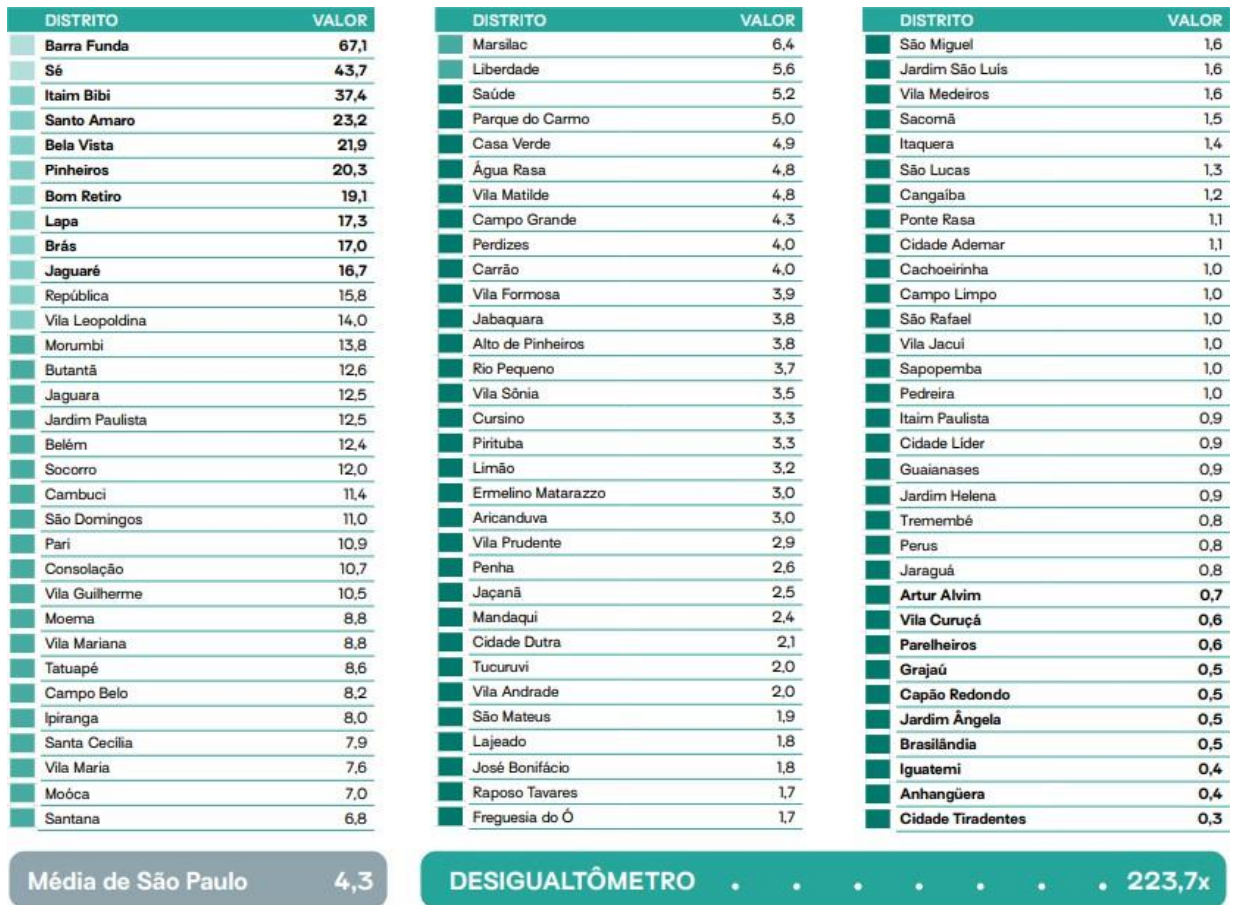 DISTRITO VALOR
Barra Funda 67,1
Sé 43,7
Itaim Bibi 37,4
Santo Amaro 23,2
Bela Vista 21,9
Pinheiros 20,3
Bom Retiro 19,1
Lapa 17,3
Brás 17,0
Jaguaré 16,7
República 15,8
Vila Leopoldina 14,0
Morumbi 13,8
Butantã 12,6
Jaguara 12,5
Jardim Paulista 12,5
Belém 12,4
Socorro 12,0
Cambuci 11,4
São Domingos 11,0
Pari 10,9
Consolação 10,7
Vila Guilherme 10,5
Moema 8,8
Vila Mariana 8,8
Tatuapé 8,6
Campo Belo 8,2
Ipiranga 8,0
Santa Cecília 7,9
Vila Maria 7,6
Moóca 7,0
Santana 6,8
DISTRITO VALOR
Marsilac 6,4
Liberdade 5,6
Saúde 5,2
Parque do Carmo 5,0
Casa Verde 4,9
Água Rasa 4,8
Vila Matilde 4,8
Campo Grande 4,3
Perdizes 4,0
Carrão 4,0
Vila Formosa 3,9
Jabaquara 3,8
Alto de Pinheiros 3,8
Rio Pequeno 3,7
Vila Sônia 3,5
Cursino 3,3
Pirituba 3,3
Limão 3,2
Ermelino Matarazzo 3,0
Aricanduva 3,0
Vila Prudente 2,9
Penha 2,6
Jaçanã 2,5
Mandaqui 2,4
Cidade Dutra 2,1
Tucuruvi 2,0
Vila Andrade 2,0
São Mateus 1,9
Lajeado 1,8
José Bonifácio 1,8
Raposo Tavares 1,7
Freguesia do Ó 1,7
DISTRITO VALOR
São Miguel 1,6
Jardim São Luís 1,6
Vila Medeiros 1,6
Sacomã 1,5
Itaquera 1,4
São Lucas 1,3
Cangaíba 1,2
Ponte Rasa 1,1
Cidade Ademar 1,1
Cachoeirinha 1,0
Campo Limpo 1,0
São Rafael 1,0
Vila Jacuí 1,0
Sapopemba 1,0
Pedreira 1,0
Itaim Paulista 0,9
Cidade Líder 0,9
Guaianases 0,9
Jardim Helena 0,9
Tremembé 0,8
Perus 0,8
Jaraguá 0,8
Artur Alvim 0,7
Vila Curuçá 0,6
Parelheiros 0,6
Grajaú 0,5
Capão Redondo 0,5
Jardim Ângela 0,5
Brasilândia 0,5
Iguatemi 0,4
Anhangüera 0,4
Cidade Tiradentes 0,3
Média de São Paulo 4,3
DESIGUALTÔMETRO . . . . . . . 223,7x